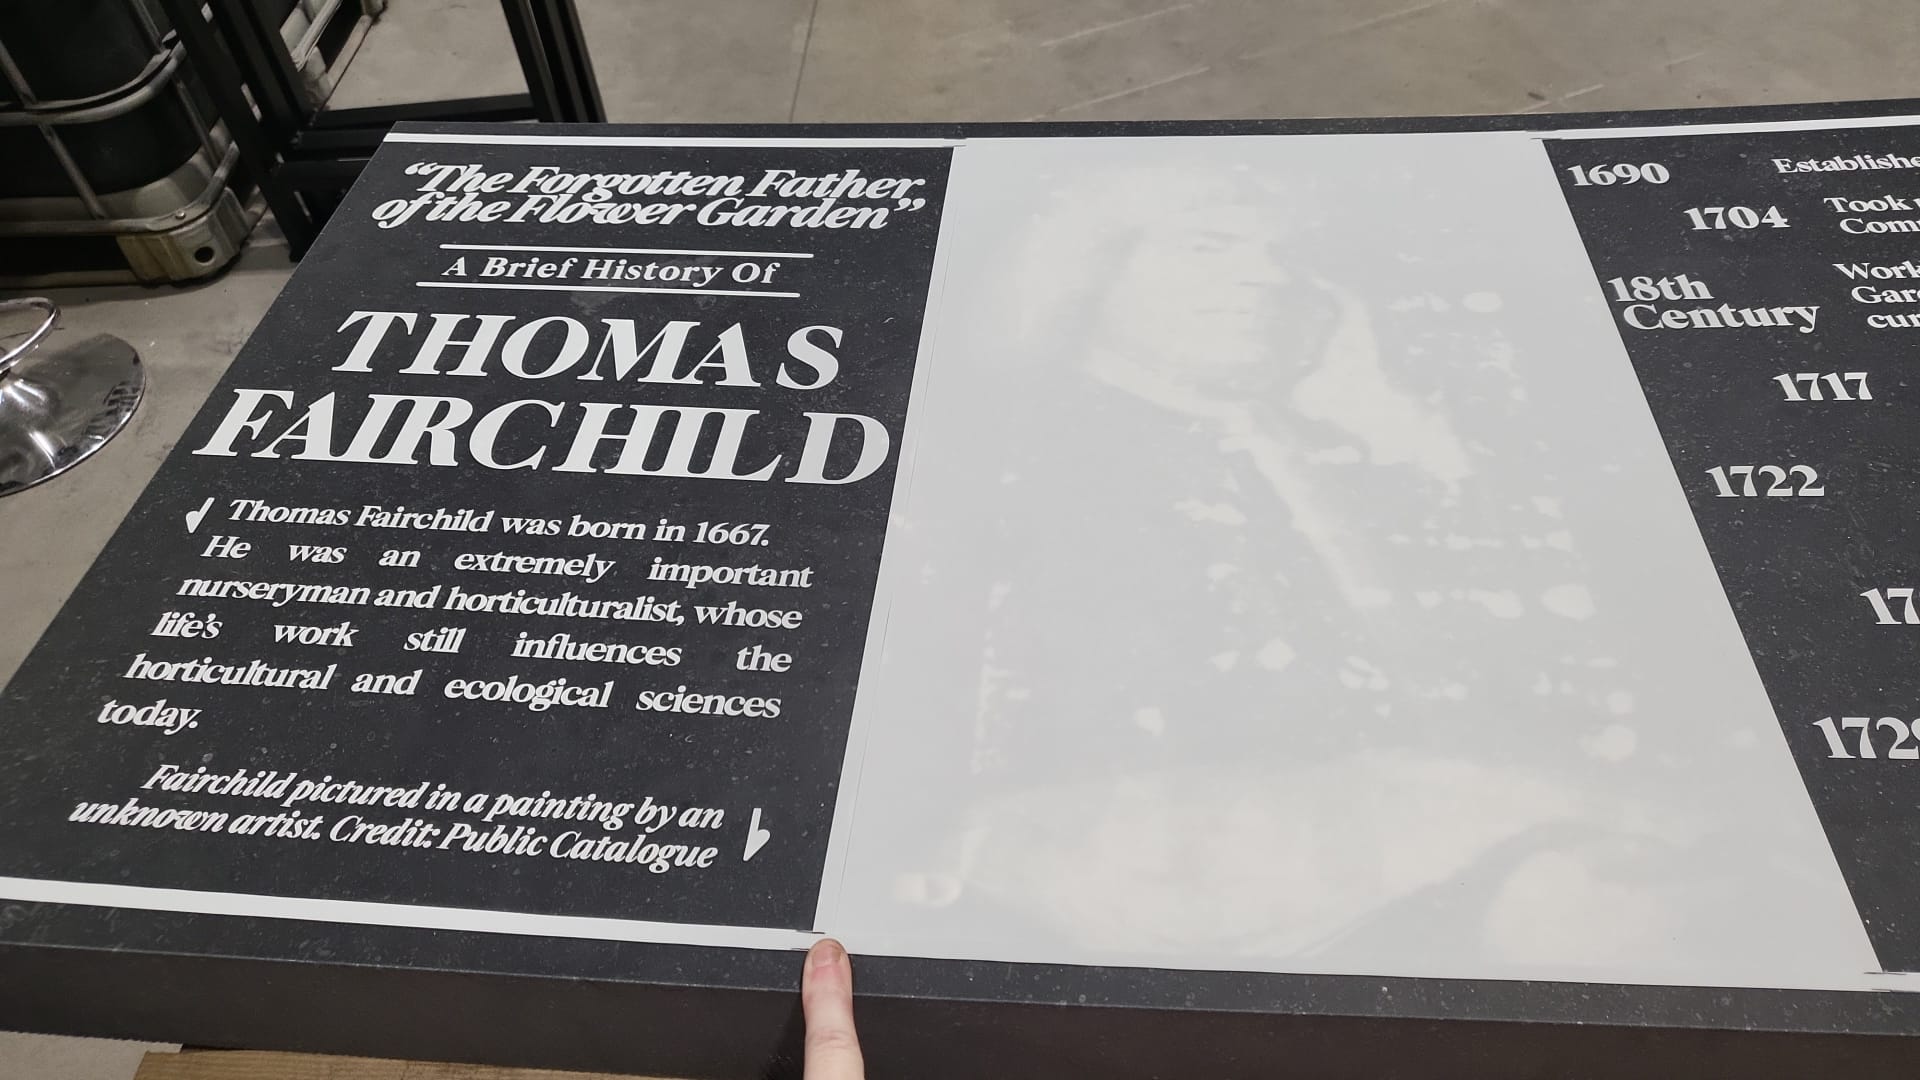 “The Forgotten Father
of the Flower Garden”
A Brief History Of
THOMAS
FAIRCHILD
Thomas Fairchild was born in 1667.
He was an extremely important
nurseryman and horticulturalist, whose
life's work still influences the
horticultural and ecological sciences
today.
Fairchild pictured in a painting by an
unknown artist. Credit: Public Catalogue
1690
1704 Took
18th
Century
1717
1722